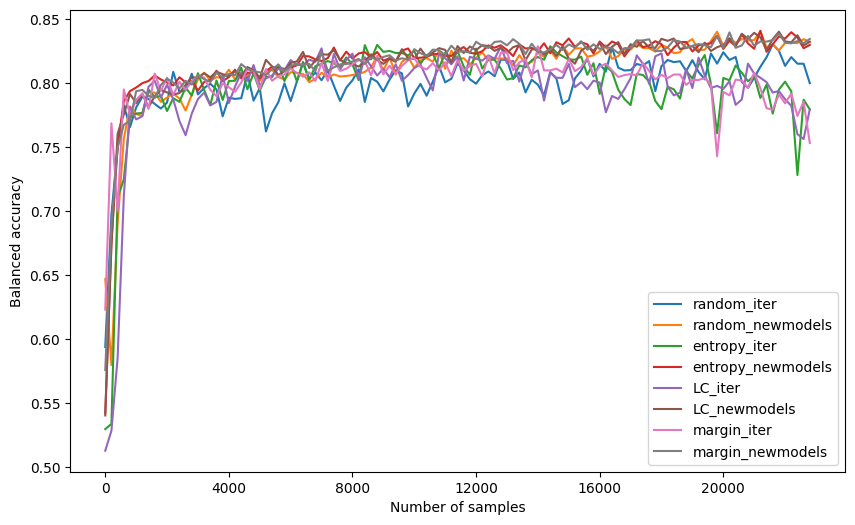 0.85
0.80
0.75
0.70
0.65
0.60
0.55
0.50
Balanced accuracy
0 4000 8000 12000 16000 20000
Number of samples
random_iter
random_newmodels
entropy_iter
entropy_newmodels
LC_iter
LC_newmodels
margin_iter
margin_newmodels